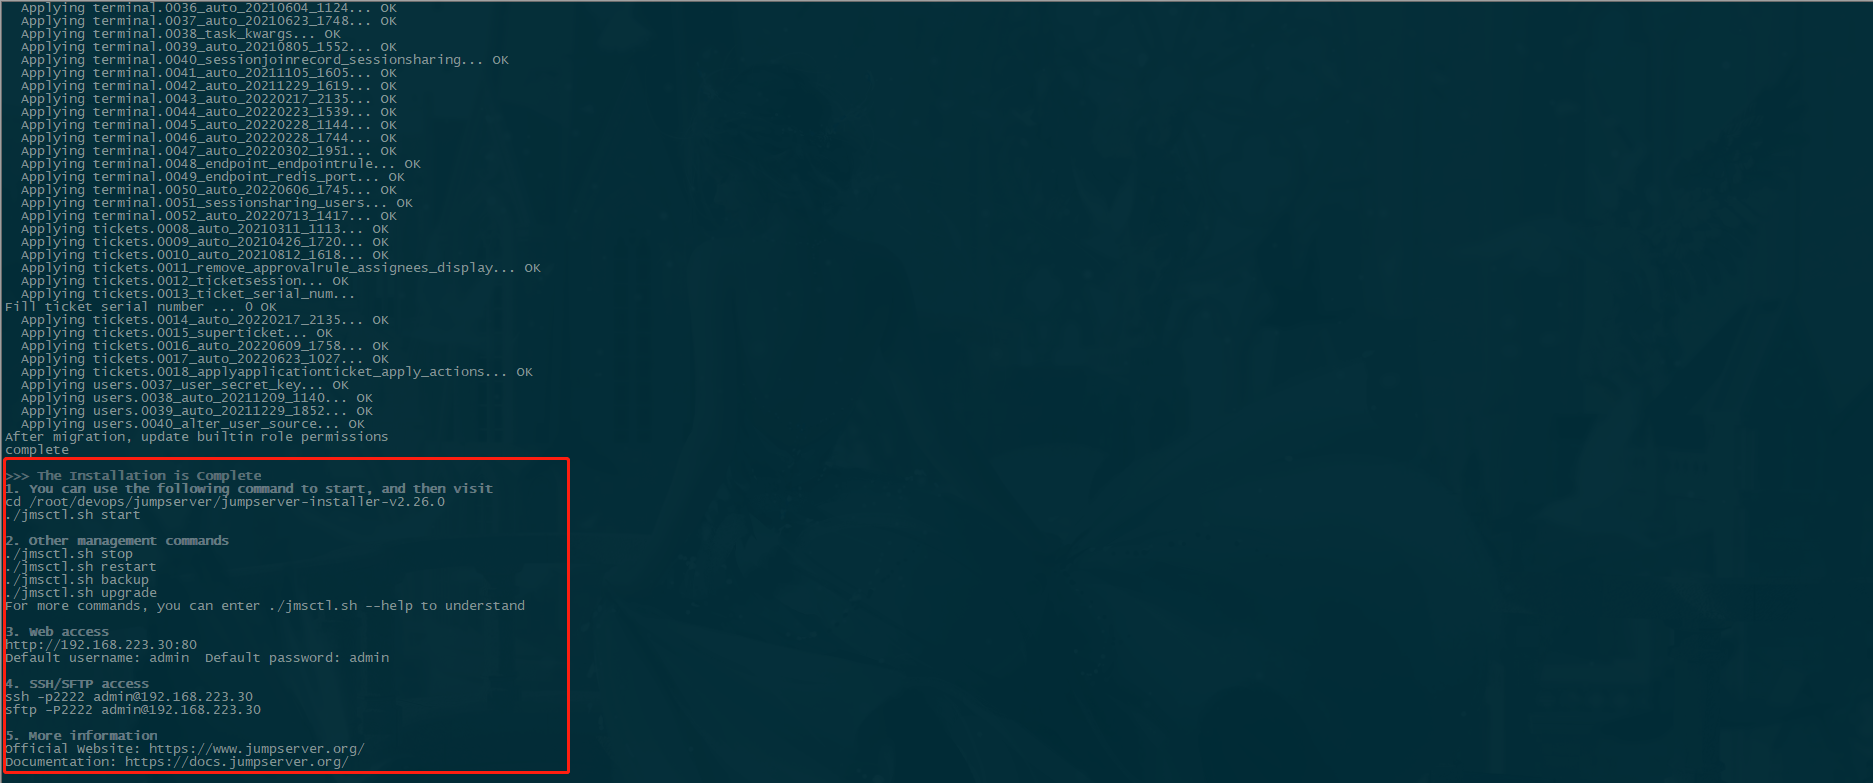 Applying terminal.0036_auto_20210604_1124... OK
Applying terminal.0037_auto_20210623_1748... OK
Applying terminal.0038_task_kwargs... OK
Applying terminal.0039_auto_20210805_1552... OK
Applying terminal.0040_sessionjoinrecord_sessionsharing... OK
Applying terminal.0041_auto_20211105_1605... OK
Applying terminal.0042_auto_20211229_1619... OK
Applying terminal.0043_auto_20220217_2135... OK
Applying terminal.0044_auto_20220223_1539... OK
Applying terminal.0045_auto_20220228_1144... OK
Applying terminal.0046_auto_20220228_1744... OK
Applying terminal.0047_auto_20220302_1951... OK
Applying terminal.0048_endpoint_endpointrule... OK
Applying terminal.0049_endpoint_redis_port... OK
Applying terminal.0050_auto_20220606_1745... OK
Applying terminal.0051_sessionsharing_users... OK
Applying terminal.0052_auto_20220713_1417... OK
Applying tickets.0008_auto_20210311_1113... OK
Applying tickets.0009_auto_20210426_1720... OK
Applying tickets.0010_auto_20210812_1618... OK
Applying tickets.0011_remove_approvalrule_assignees_display... OK
Applying tickets.0012_ticketsession... OK
Applying tickets.0013_ticket_serial_num...
Fill ticket serial number ... 0 OK
Applying tickets.0014_auto_20220217_2135... OK
Applying tickets.0015_superticket... OK
Applying tickets.0016_auto_20220609_1758... OK
Applying tickets.0017_auto_20220623_1027... OK
Applying tickets.0018_applyapplicationticket_apply_actions... OK
Applying users.0037_user_secret_key... OK
Applying users.0038_auto_20211209_1140... OK
Applying users.0039_auto_20211229_1852... OK
Applying users.0040_alter_user_source... OK
After migration, update builtin role permissions
complete
>>> The Installation is Complete
1. You can use the following command to start, and then visit
cd /root/devops/jumpserver/jumpserver-installer-v2.26.0
./jmsctl.sh start
2. Other management commands
./jmsctl.sh stop
./jmsctl.sh restart
./jmsctl.sh backup
./jmsctl.sh upgrade
For more commands, you can enter ./jmsctl.sh --help to understand
3. Web access
http://192.168.223.30:80
Default username: admin  Default password: admin
4. SSH/SFTP access
ssh -p2222 admin@192.168.223.30
sftp -P2222 admin@192.168.223.30
5. More information
Official Website: https://www.jumpserver.org/
Documentation: https://docs.jumpserver.org/